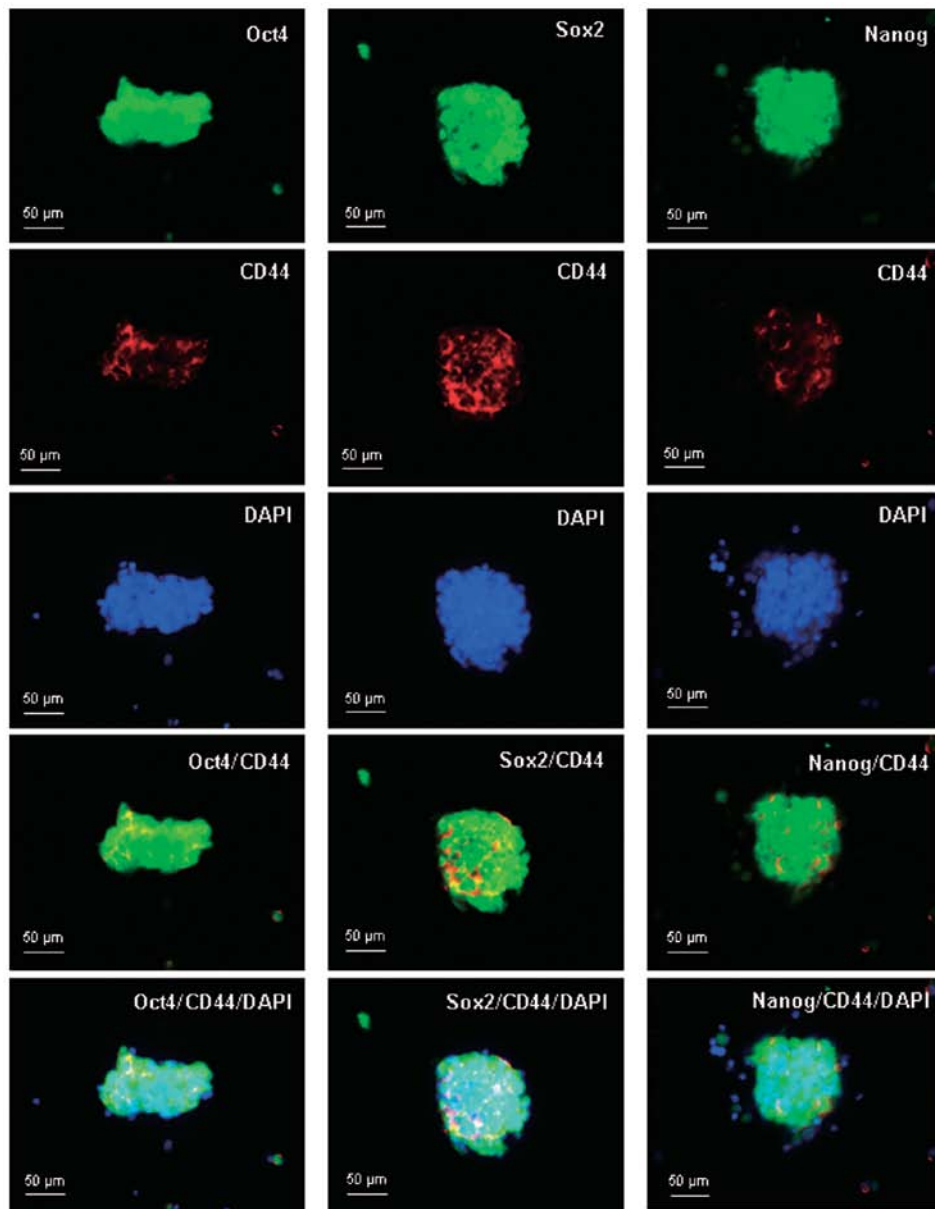 Oct4
Sox2
Nanog
50 µm
50 µm
50 µm
CD44
CD44
CD44
50 µm
50 µm
50 µm
DAPI
DAPI
DAPI
50 µm
50 µm
50 µm
Oct4/CD44
Sox2/CD44
Nanog/CD44
50 µm
50 µm
50 µm
Oct4/CD44/DAPI
Sox2/CD44/DAPI
Nanog/CD44/DAPI
50 µm
50 µm
50 µm